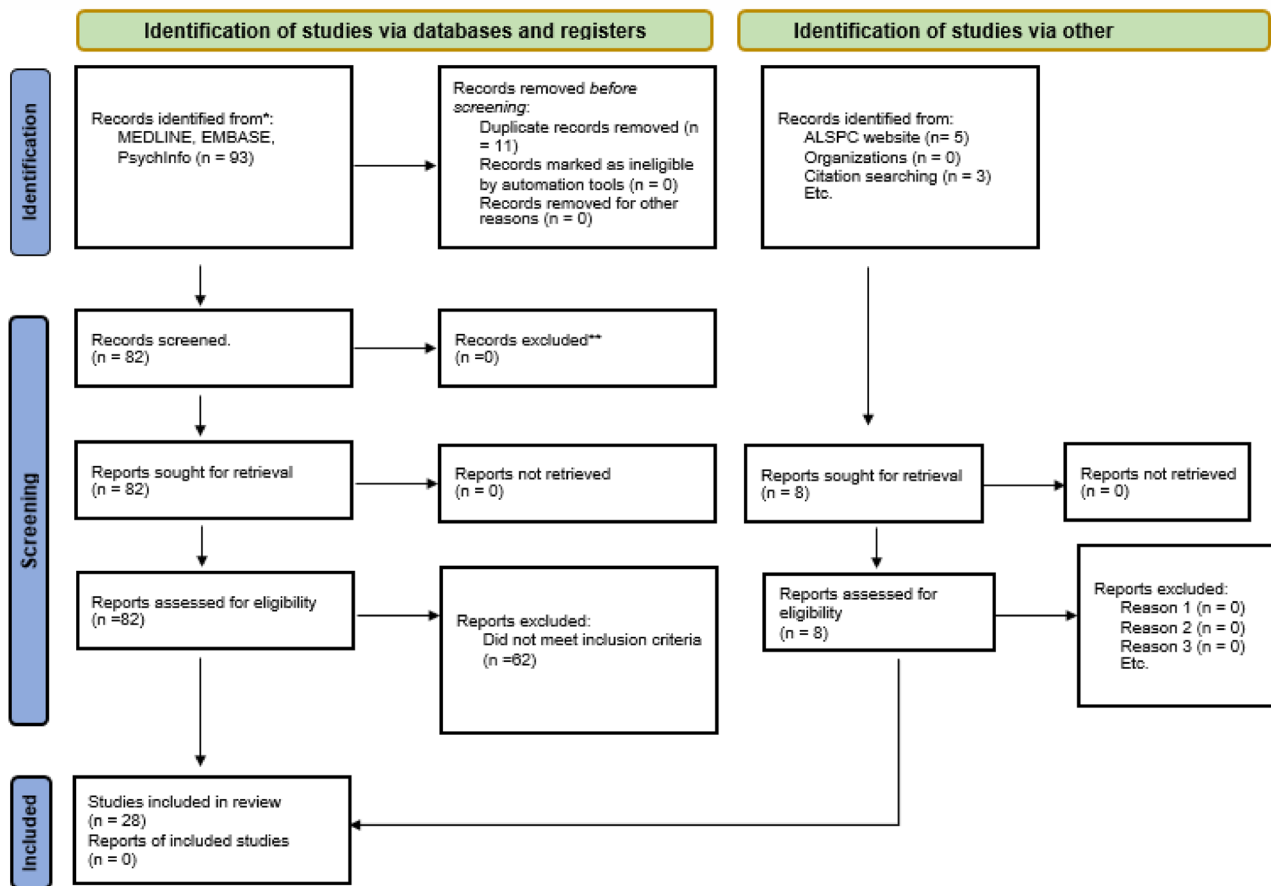 Identification of studies via databases and registers
Identification of studies via other
Identification
Records identified from*:
MEDLINE, EMBASE,
PsychInfo (n = 93)
Records removed before
screening:
Duplicate records removed (n
= 11)
Records marked as ineligible
by automation tools (n = 0)
Records removed for other
reasons (n = 0)
Records identified from:
ALSPC website (n= 5)
Organizations (n = 0)
Citation searching (n = 3)
Etc.
Screening
Records screened.
(n = 82)
Records excluded**
(n =0)
Reports sought for retrieval
(n = 82)
Reports not retrieved
(n = 0)
Reports sought for retrieval
(n = 8)
Reports not retrieved
(n = 0)
Reports assessed for eligibility
(n =82)
Reports excluded:
Did not meet inclusion criteria
(n =62)
Reports assessed for
eligibility
(n = 8)
Reports excluded:
Reason 1 (n = 0)
Reason 2 (n = 0)
Reason 3 (n = 0)
Etc.
Included
Studies included in review
(n = 28)
Reports of included studies
(n = 0)